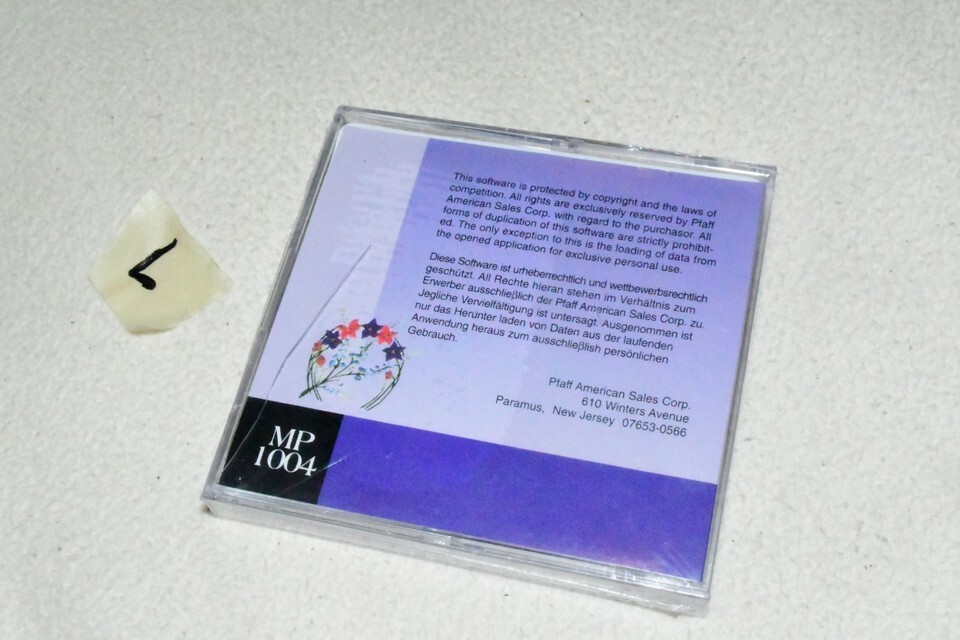 This software is protected by copyright and the laws of
competition. All rights are exclusively reserved by Pfaff
American Sales Corp. with regard to the purchasor. All
forms of duplication of this software are strictly prohibit-
ed. The only exception to this is the loading of data from
the opened application for exclusive personal use.
Diese Software ist urheberrechtlich und wettbewerbsrechtlich
geschützt. All Rechte hieran stehen im Verhältnis zum
Erwerber ausschließlich der Pfaff American Sales Corp. zu.
Jegliche Vervielfältigung ist untersagt. Ausgenommen ist
nur das Herunter laden von Daten aus der laufenden
Anwendung heraus zum ausschließlish persönlichen
Gebrauch.
Pfaff American Sales Corp.
610 Winters Avenue
Paramus, New Jersey 07653-0566
MP
1004